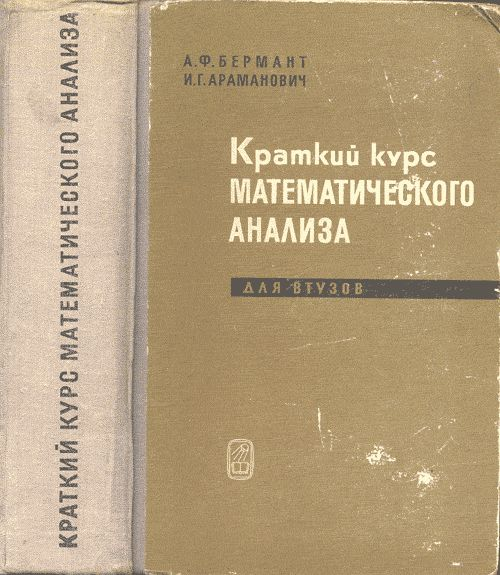 КРАТКИЙ КУРС МАТЕМАТИЧЕСКОГО АНАЛИЗА
А.Ф.БЕРМАНТ
И.Г.АРАМАНОВИЧ
Краткий курс
МАТЕМАТИЧЕСКОГО
АНАЛИЗА
ДЛЯ ВТУЗОВ